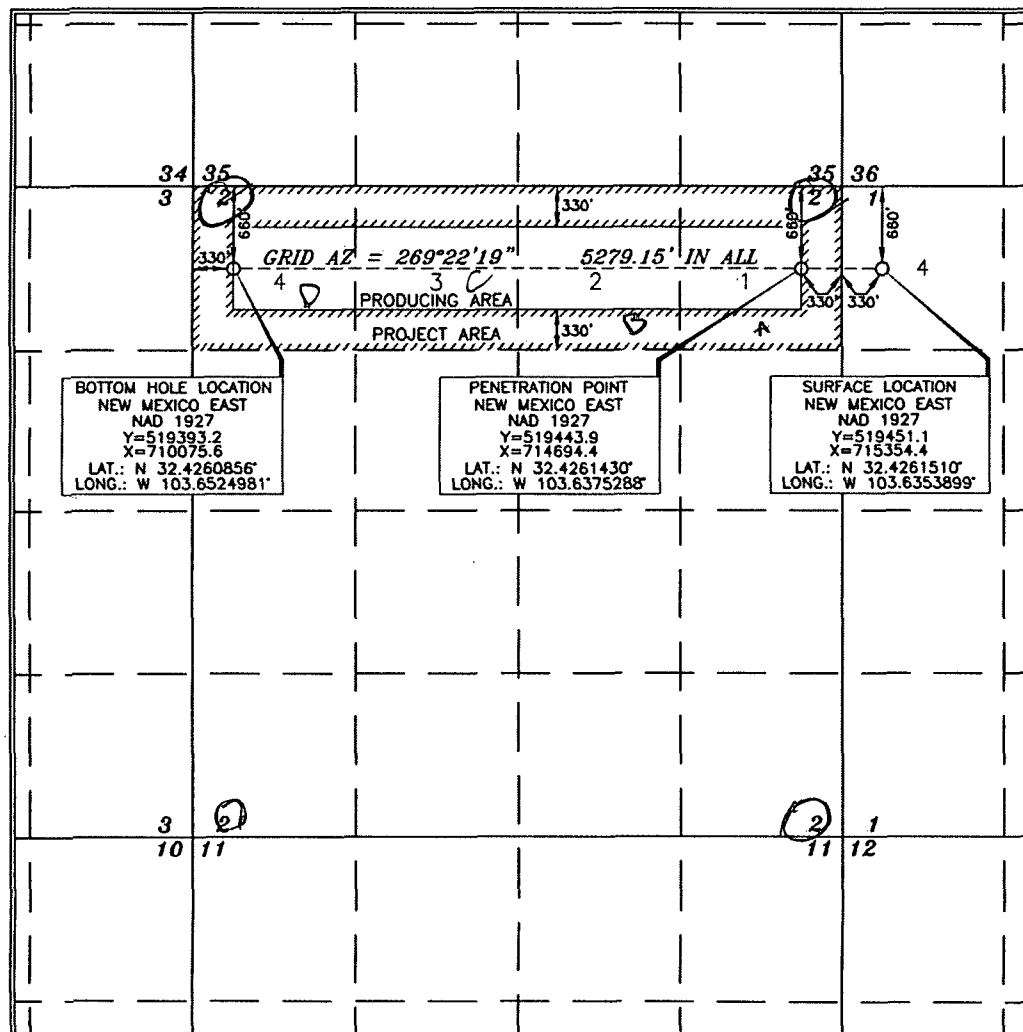 34 35
35 36
3 2
2 1
660'
330'
660'
660'
330'
GRID AZ = 269°22'19" 5279.15' IN ALL
4 3 C 2 1 4
D
PRODUCING AREA
330' 330'
PROJECT AREA
330'
B
A
BOTTOM HOLE LOCATION
NEW MEXICO EAST
NAD 1927
Y=519393.2
X=710075.6
LAT.: N 32.4260856°
LONG.: W 103.6524981°
PENETRATION POINT
NEW MEXICO EAST
NAD 1927
Y=519443.9
X=714694.4
LAT.: N 32.4261430°
LONG.: W 103.6375288°
SURFACE LOCATION
NEW MEXICO EAST
NAD 1927
Y=519451.1
X=715354.4
LAT.: N 32.4261510°
LONG.: W 103.6353899°
3 2
2 1
10 11
11 12